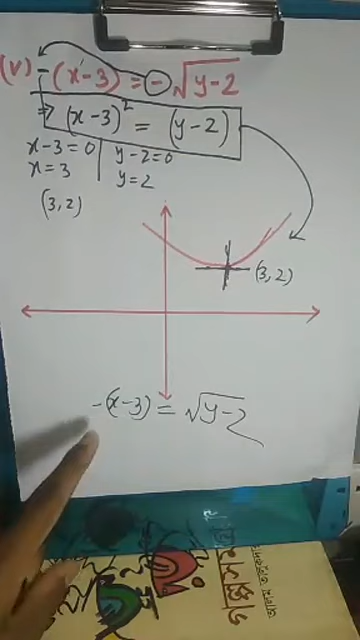 (v) -(x-3) = -√y-2
⇒ (x-3)² = (y-2)
x-3=0 y-2=0
x=3 y=2
(3,2)
(3,2)
-(x-3) = √y-2